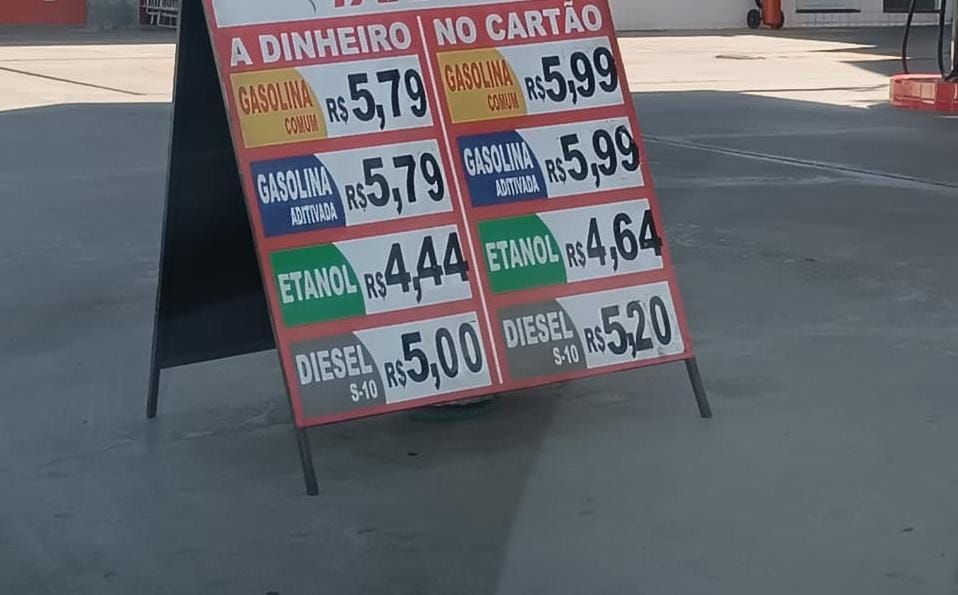 A DINHEIRO
GASOLINA
COMUM
R$5,79
GASOLINA
ADITIVADA
R$5,79
ETANOL
R$4,44
DIESEL
S-10
R$5,00
NO CARTÃO
GASOLINA
COMUM
R$5,99
GASOLINA
ADITIVADA
R$5,99
ETANOL
R$4,64
DIESEL
S-10
R$5,20